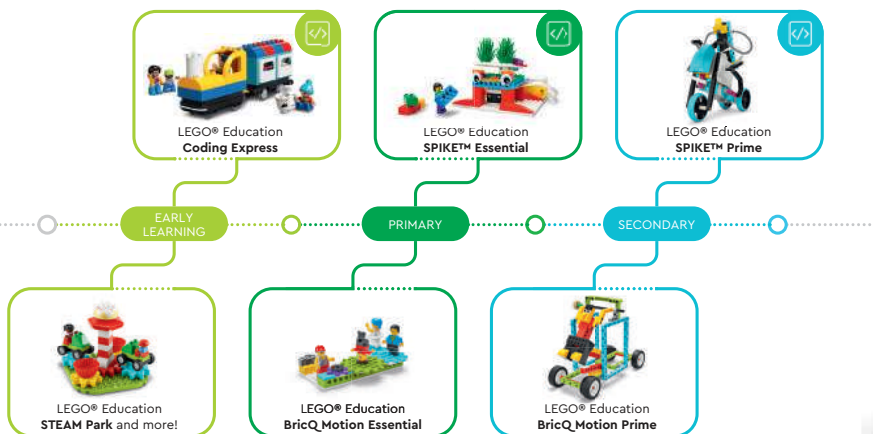 LEGO® Education
Coding Express
LEGO® Education
SPIKE™ Essential
LEGO® Education
SPIKE™ Prime
EARLY
LEARNING
PRIMARY
SECONDARY
LEGO® Education
STEAM Park and more!
LEGO® Education
BricQ Motion Essential
LEGO® Education
BricQ Motion Prime